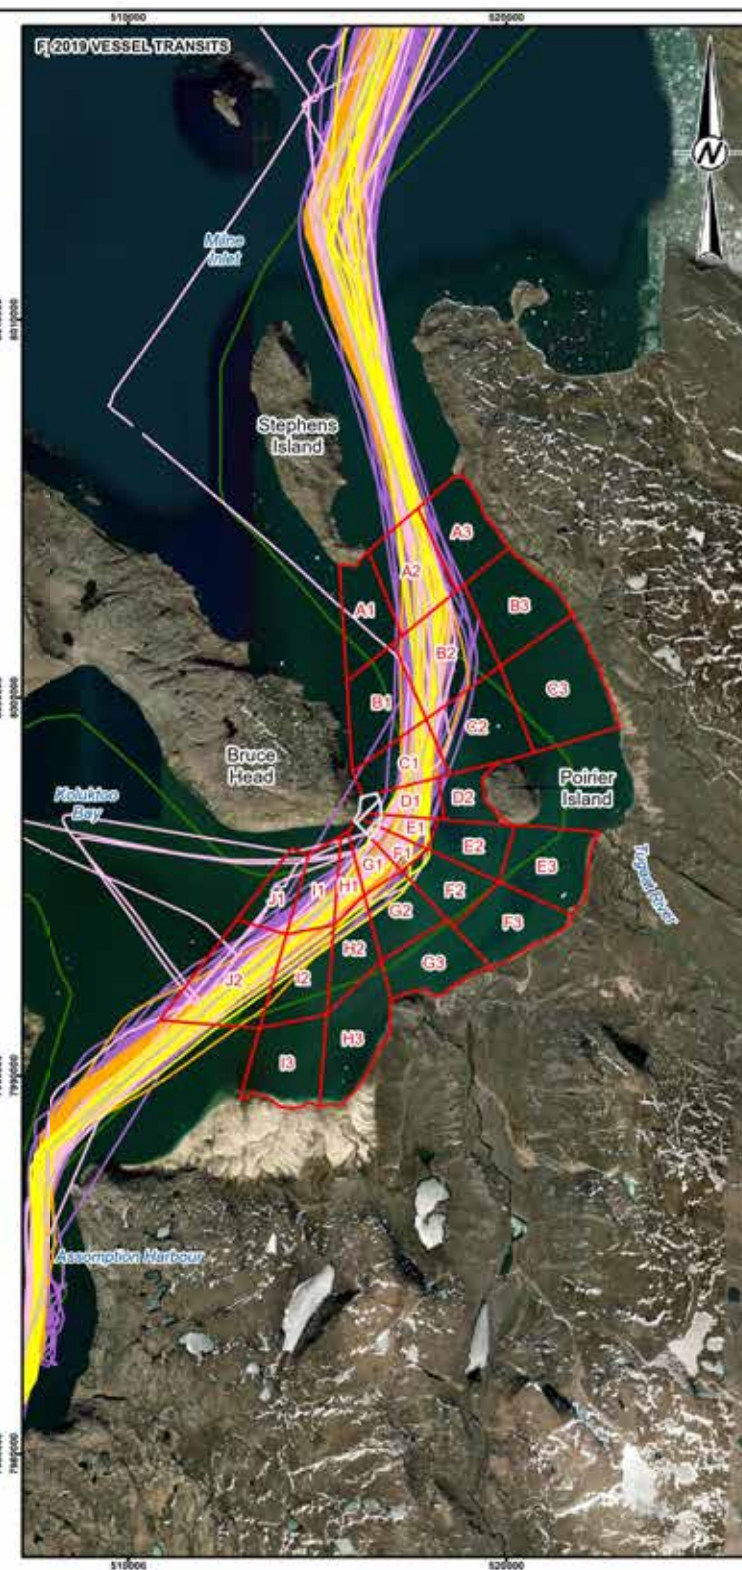 510000
520000
F| 2019 VESSEL TRANSITS
N
Milne
Inlet
Stephens
Island
A3
A2
A1
B3
B2
B1
C3
C2
C1
Bruce
Head
Poirier
Island
Koluktoo
Bay
D1
D2
E1
E2
E3
F1
F2
F3
G1
G2
G3
H1
H2
H3
I1
I2
I3
J1
J2
Tugaat River
7990000
Assomption Harbour
7980000
510000
520000